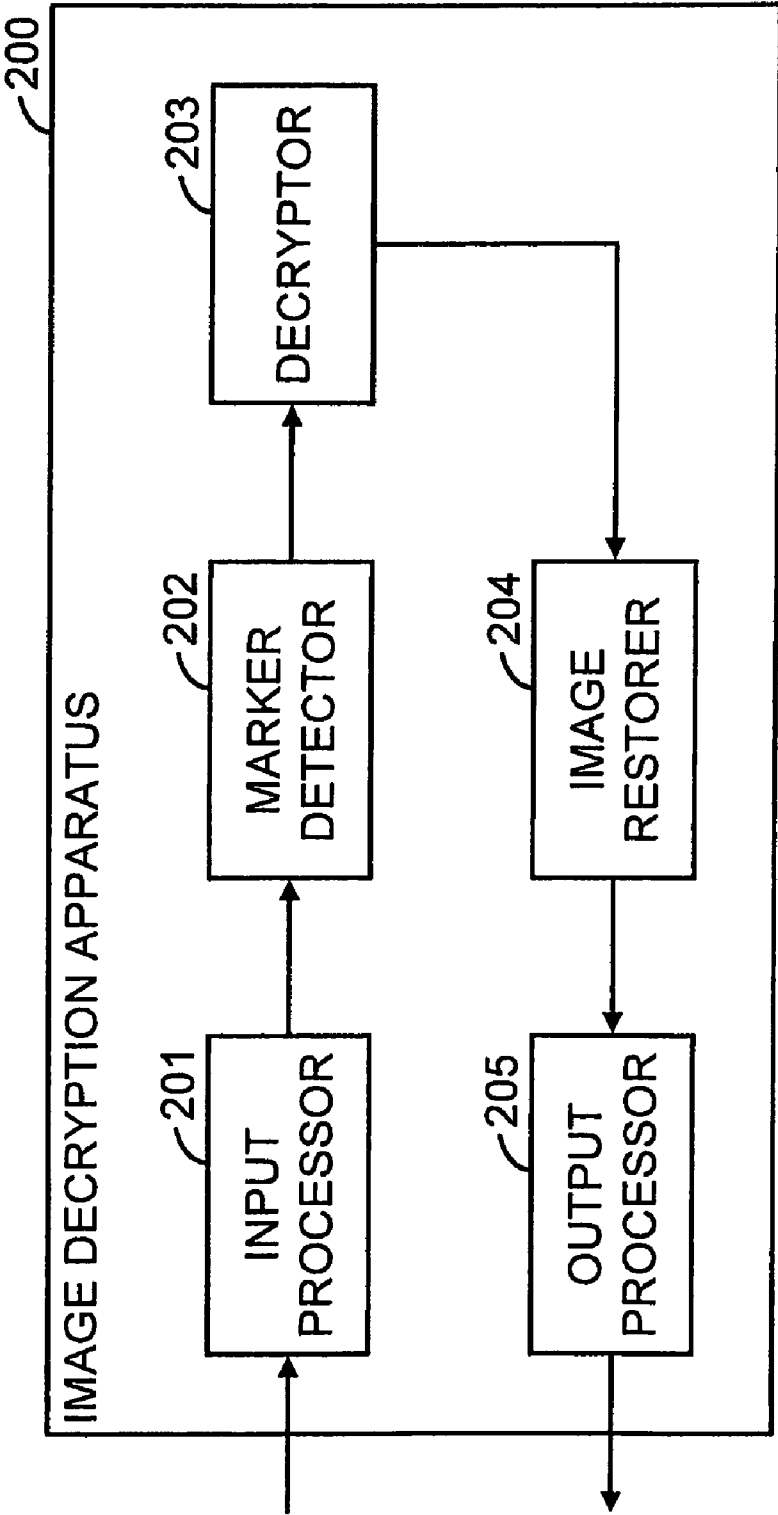 200
IMAGE DECRYPTION APPARATUS
201
INPUT
PROCESSOR
202
MARKER
DETECTOR
203
DECRYPTOR
204
IMAGE
RESTORER
205
OUTPUT
PROCESSOR